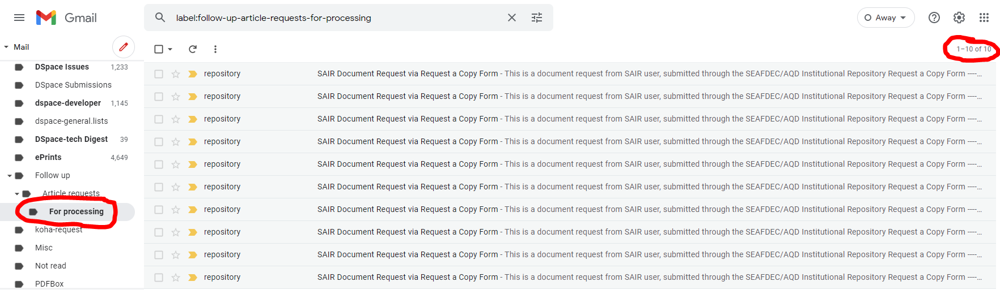 Gmail
label:follow-up-article-requests-for-processing
Away
Mail
1–10 of 10
DSpace Issues 1,233
DSpace Submissions
dspace-developer 1,145
dspace-general.lists
DSpace-tech Digest 39
ePrints 4,649
Follow up
Article requests
For processing
koha-request
Misc
Not read
PDFBox
repository SAIR Document Request via Request a Copy Form - This is a document request from SAIR user, submitted through the SEAFDEC/AQD Institutional Repository Request a Copy Form ----…
repository SAIR Document Request via Request a Copy Form - This is a document request from SAIR user, submitted through the SEAFDEC/AQD Institutional Repository Request a Copy Form ----…
repository SAIR Document Request via Request a Copy Form - This is a document request from SAIR user, submitted through the SEAFDEC/AQD Institutional Repository Request a Copy Form ----…
repository SAIR Document Request via Request a Copy Form - This is a document request from SAIR user, submitted through the SEAFDEC/AQD Institutional Repository Request a Copy Form ----…
repository SAIR Document Request via Request a Copy Form - This is a document request from SAIR user, submitted through the SEAFDEC/AQD Institutional Repository Request a Copy Form ----…
repository SAIR Document Request via Request a Copy Form - This is a document request from SAIR user, submitted through the SEAFDEC/AQD Institutional Repository Request a Copy Form ----…
repository SAIR Document Request via Request a Copy Form - This is a document request from SAIR user, submitted through the SEAFDEC/AQD Institutional Repository Request a Copy Form ----…
repository SAIR Document Request via Request a Copy Form - This is a document request from SAIR user, submitted through the SEAFDEC/AQD Institutional Repository Request a Copy Form ----…
repository SAIR Document Request via Request a Copy Form - This is a document request from SAIR user, submitted through the SEAFDEC/AQD Institutional Repository Request a Copy Form ----…
repository SAIR Document Request via Request a Copy Form - This is a document request from SAIR user, submitted through the SEAFDEC/AQD Institutional Repository Request a Copy Form ----…